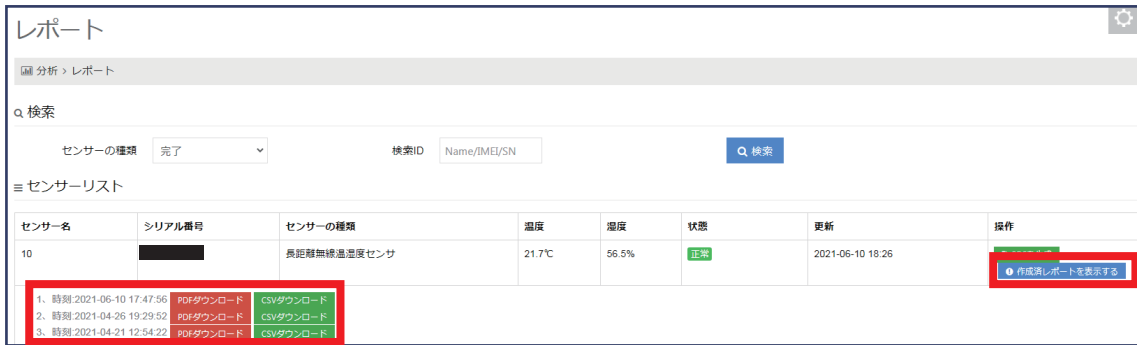 レポート
分析 > レポート
検索
センサーの種類 完了 検索ID Name/IMEI/SN 検索
センサーリスト
センサー名 シリアル番号 センサーの種類 温度 湿度 状態 更新 操作
10 長距離無線温湿度センサ 21.7℃ 56.5% 正常 2021-06-10 18:26
作成済レポートを表示する
1、時刻:2021-06-10 17:47:56 PDFダウンロード CSVダウンロード
2、時刻:2021-04-26 19:29:52 PDFダウンロード CSVダウンロード
3、時刻:2021-04-21 12:54:22 PDFダウンロード CSVダウンロード